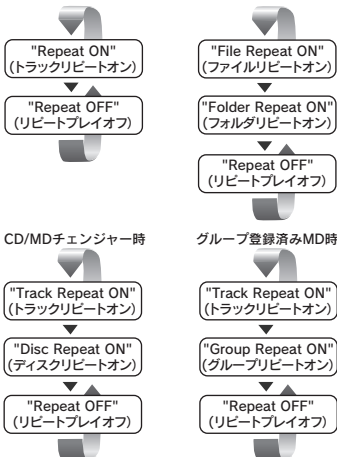 "Repeat ON"
(トラックリピートオン)
"Repeat OFF"
(リピートプレイオフ)
"File Repeat ON"
(ファイルリピートオン)
"Folder Repeat ON"
(フォルダリピートオン)
"Repeat OFF"
(リピートプレイオフ)
CD/MDチェンジャー時
"Track Repeat ON"
(トラックリピートオン)
"Disc Repeat ON"
(ディスクリピートオン)
"Repeat OFF"
(リピートプレイオフ)
グループ登録済みMD時
"Track Repeat ON"
(トラックリピートオン)
"Group Repeat ON"
(グループリピートオン)
"Repeat OFF"
(リピートプレイオフ)